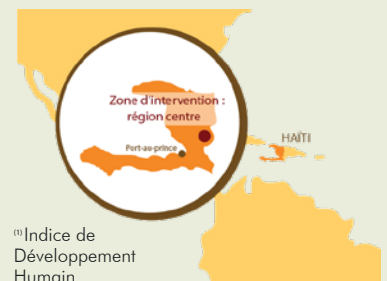 Zone d'intervention :
région centre
Port-au-prince
HAÏTI
(1) Indice de
Développement
Humain